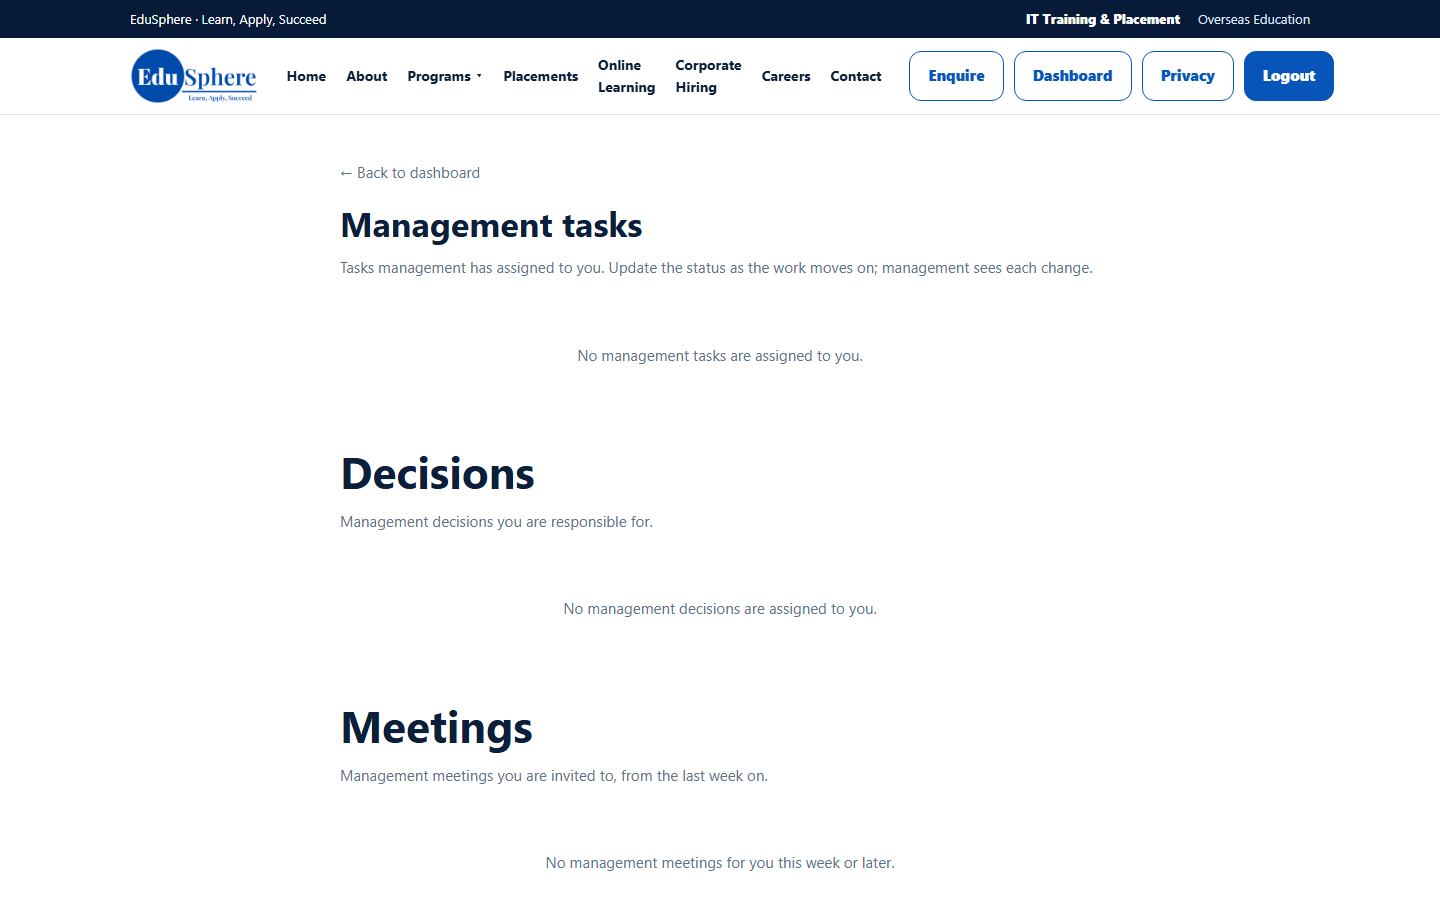 EduSphere · Learn, Apply, Succeed
IT Training & Placement Overseas Education
EduSphere
Learn, Apply, Succeed
Home About Programs ▾ Placements Online Learning Corporate Hiring Careers Contact Enquire Dashboard Privacy Logout
← Back to dashboard
Management tasks
Tasks management has assigned to you. Update the status as the work moves on; management sees each change.
No management tasks are assigned to you.
Decisions
Management decisions you are responsible for.
No management decisions are assigned to you.
Meetings
Management meetings you are invited to, from the last week on.
No management meetings for you this week or later.